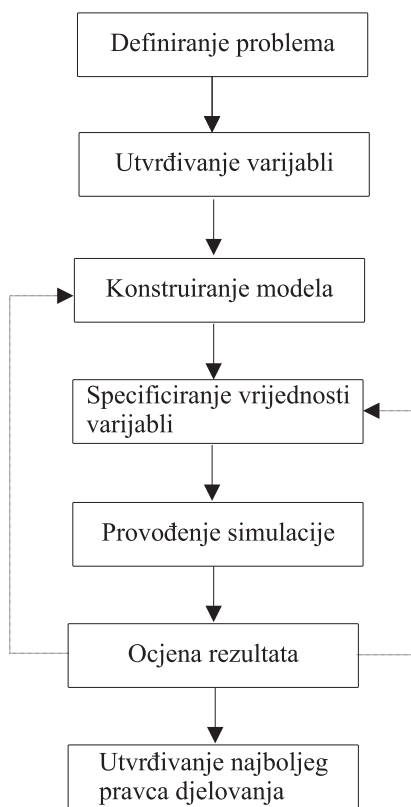 Definiranje problema
Utvrđivanje varijabli
Konstruiranje modela
Specificiranje vrijednosti
varijabli
Provođenje simulacije
Ocjena rezultata
Utvrđivanje najboljeg
pravca djelovanja